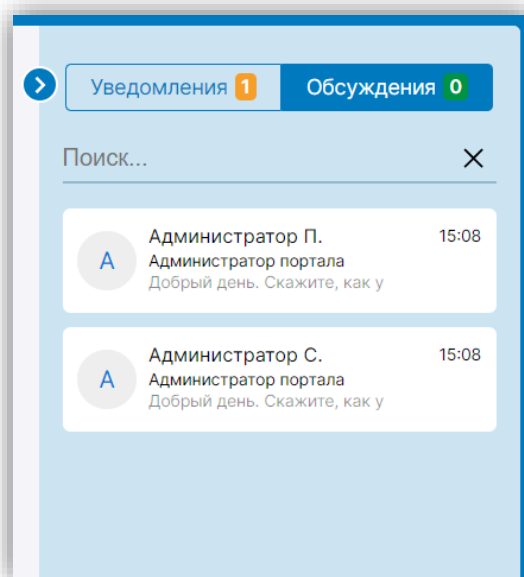 Уведомления 1 Обсуждения 0
Поиск...
Администратор П. 15:08
А Администратор портала
Добрый день. Скажите, как у
Администратор С. 15:08
А Администратор портала
Добрый день. Скажите, как у